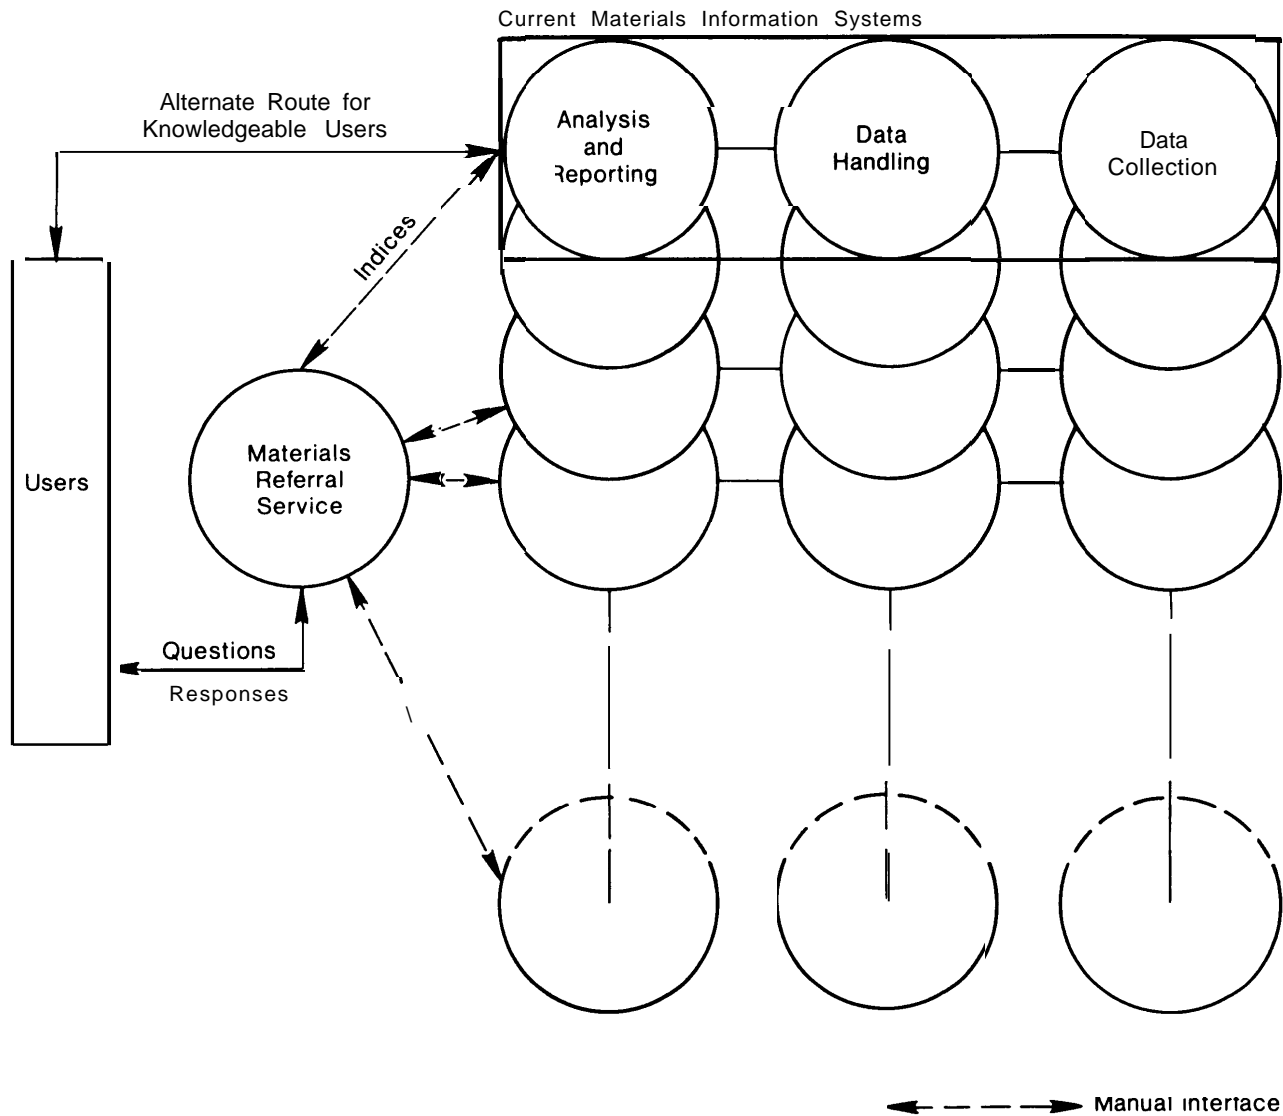 Current Materials Information Systems
Alternate Route for
Knowledgeable Users
Analysis
and
Reporting
Data
Handling
Data
Collection
Indices
Materials
Referral
Service
Users
Questions
Responses
Manual Interface